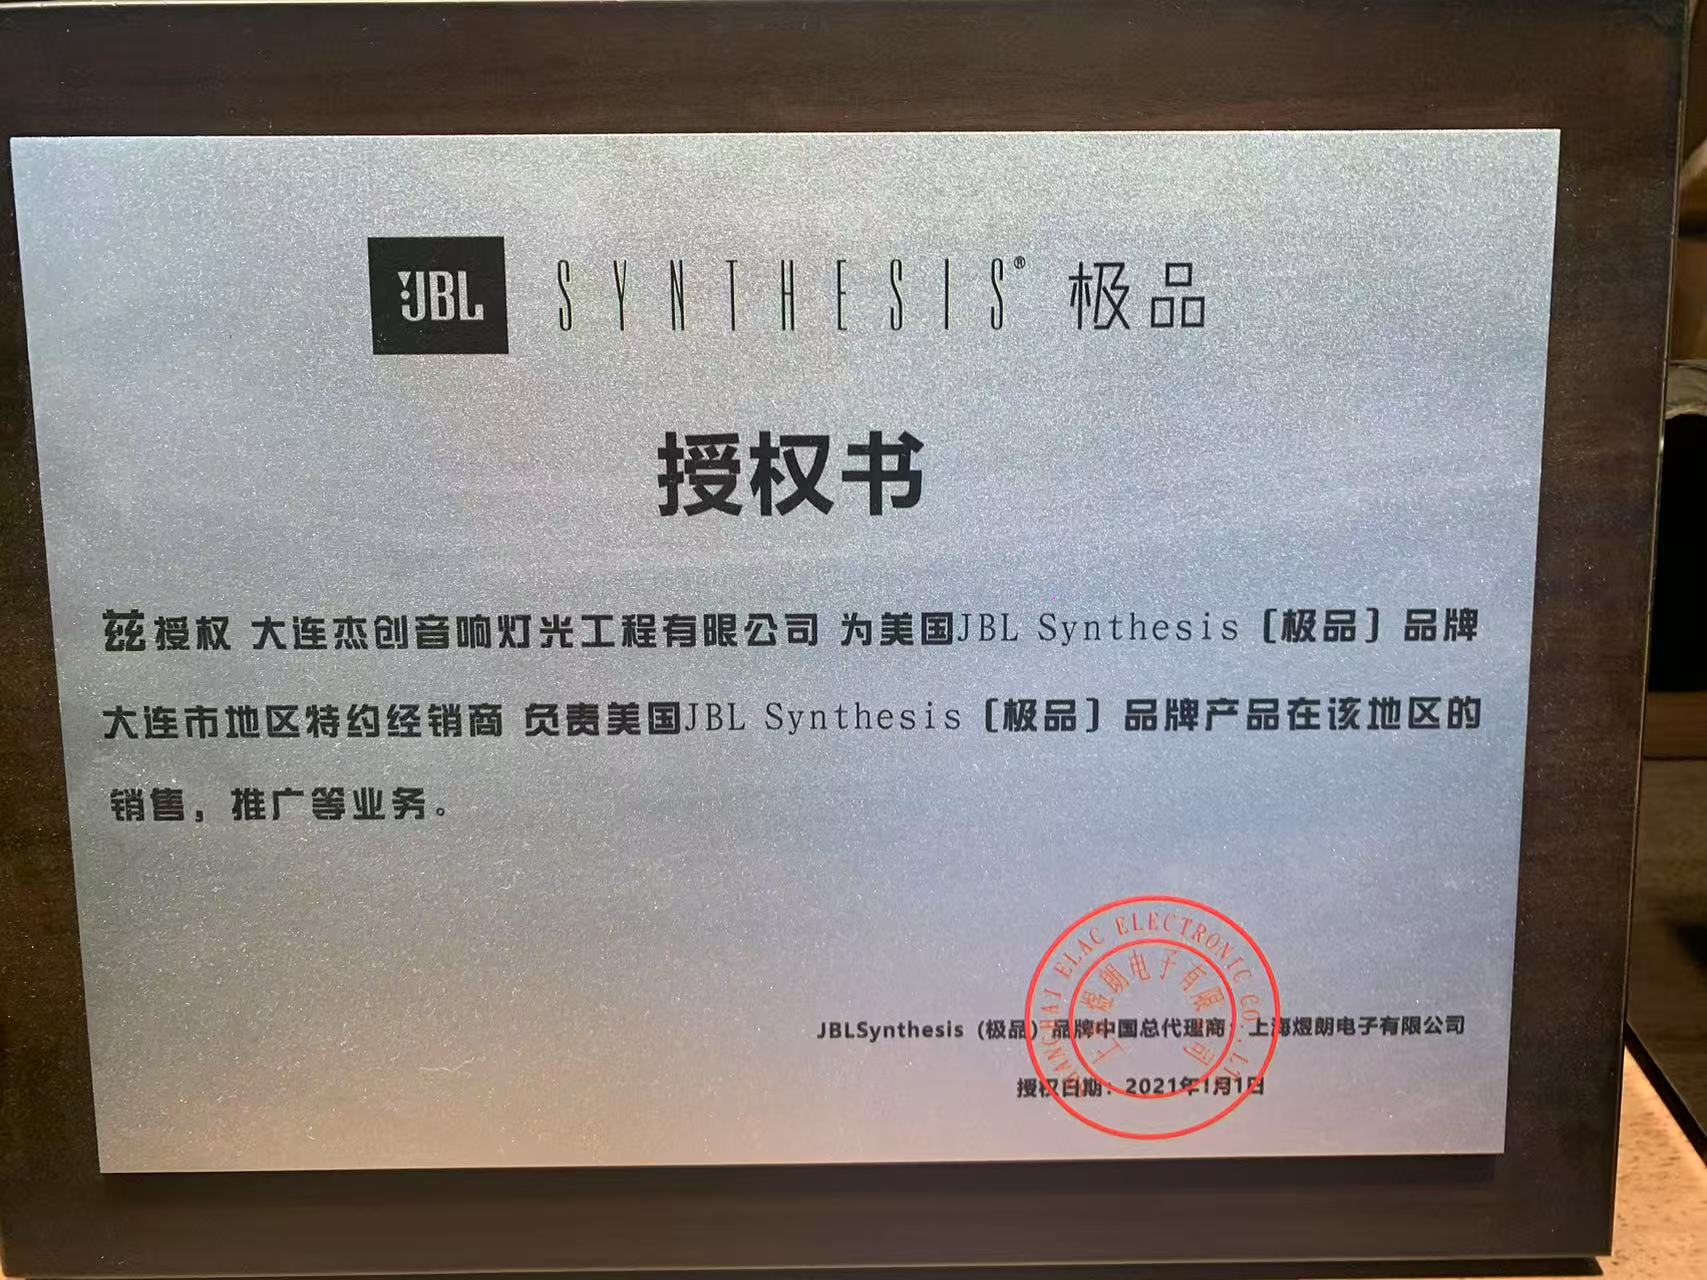 JBL SYNTHESIS® 极品
授权书
兹授权 大连杰创音响灯光工程有限公司 为美国JBL Synthesis〔极品〕品牌
大连市地区特约经销商 负责美国JBL Synthesis〔极品〕品牌产品在该地区的
销售，推广等业务。
SHANGHAI ELAC ELECTRONIC CO.,LT
上海煜朗电子有限公司
JBLSynthesis（极品）品牌中国总代理商：上海煜朗电子有限公司
授权日期：2021年1月1日